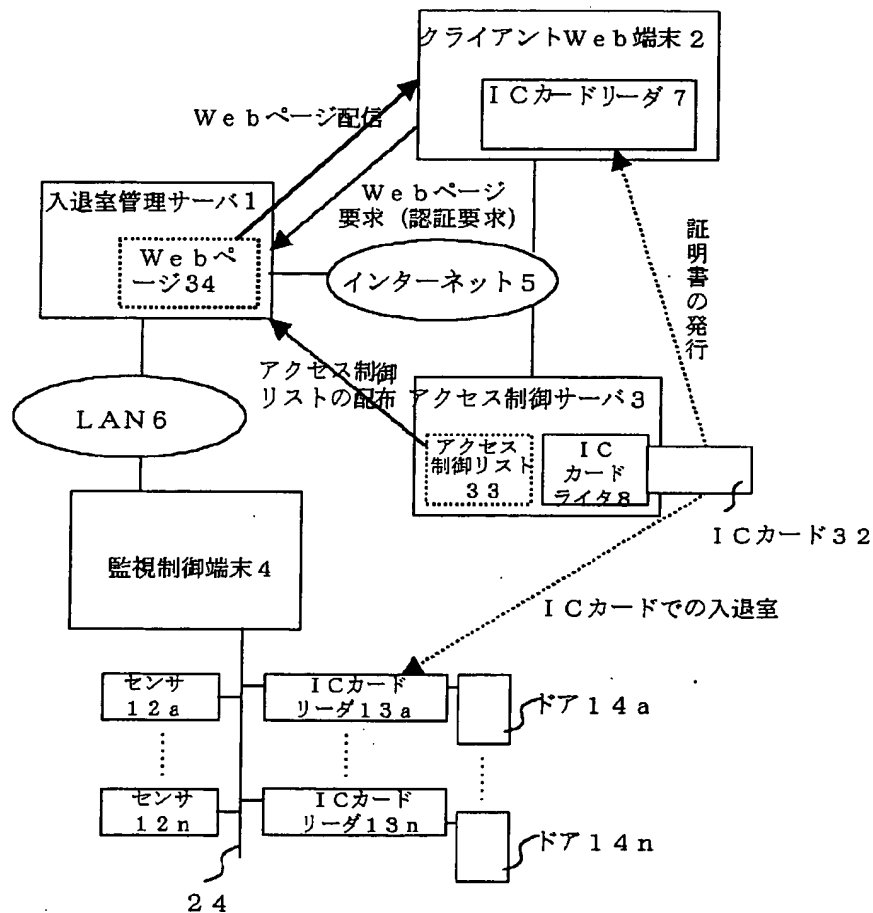 クライアントWeb端末2
ICカードリーダ7
Webページ配信
入退室管理サーバ1
Webペ
ージ34
Webページ
要求(認証要求)
インターネット5
証明書の発行
アクセス制御
リストの配布
アクセス制御サーバ3
アクセス
制御リスト
33
IC
カード
ライタ8
ICカード32
LAN6
監視制御端末4
ICカードでの入退室
センサ
12a
ICカード
リーダ13a
ドア14a
センサ
12n
ICカード
リーダ13n
ドア14n
24